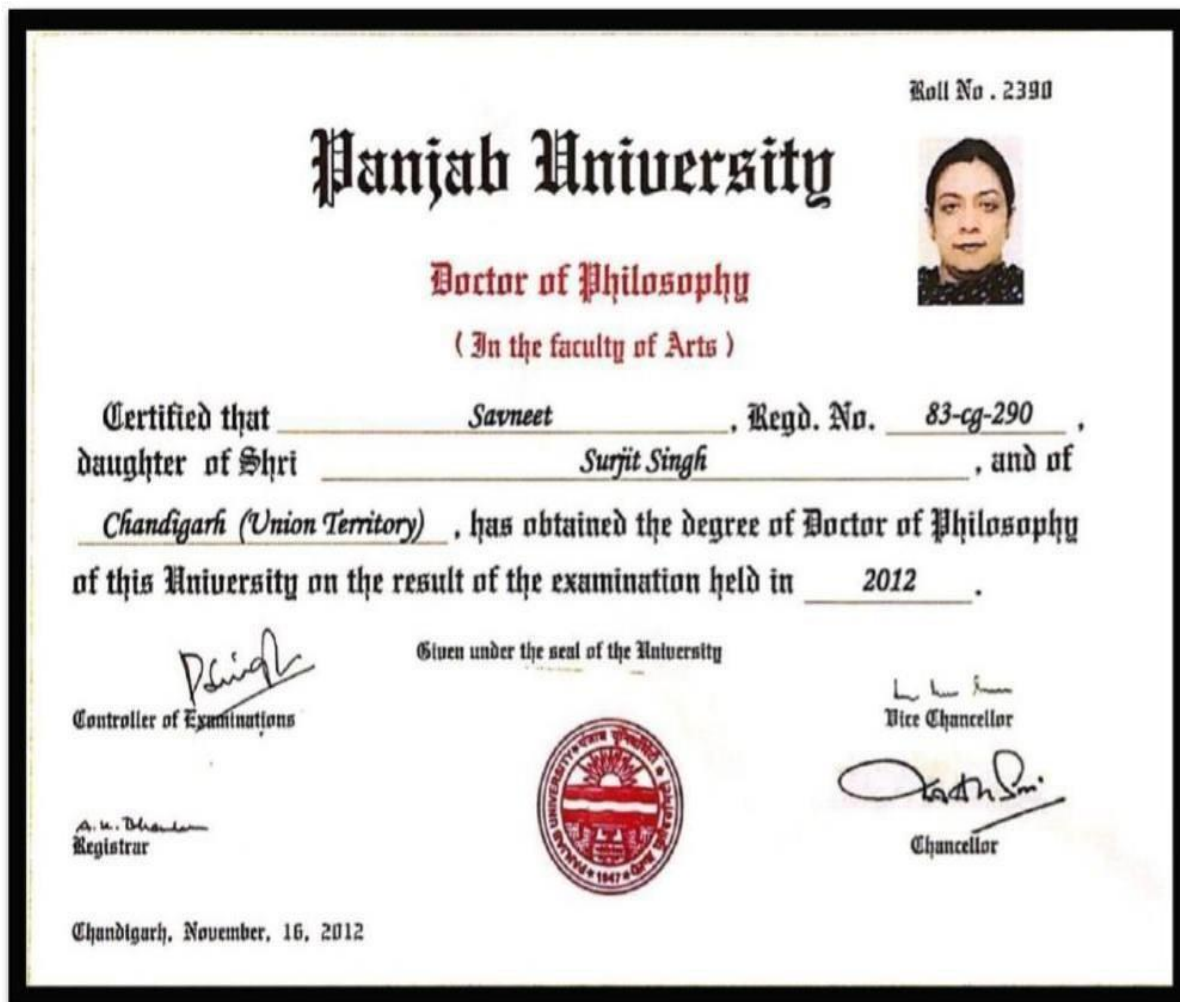 Roll No . 2390
Panjab University
Doctor of Philosophy
( In the faculty of Arts )
Certified that Savneet , Regd. No. 83-cg-290 ,
daughter of Shri Surjit Singh , and of
Chandigarh (Union Territory) , has obtained the degree of Doctor of Philosophy
of this University on the result of the examination held in 2012 .
Given under the seal of the University
Controller of Examinations
Vice Chancellor
PANJAB UNIVERSITY
1947
Registrar
Chancellor
Chandigarh, November, 16, 2012